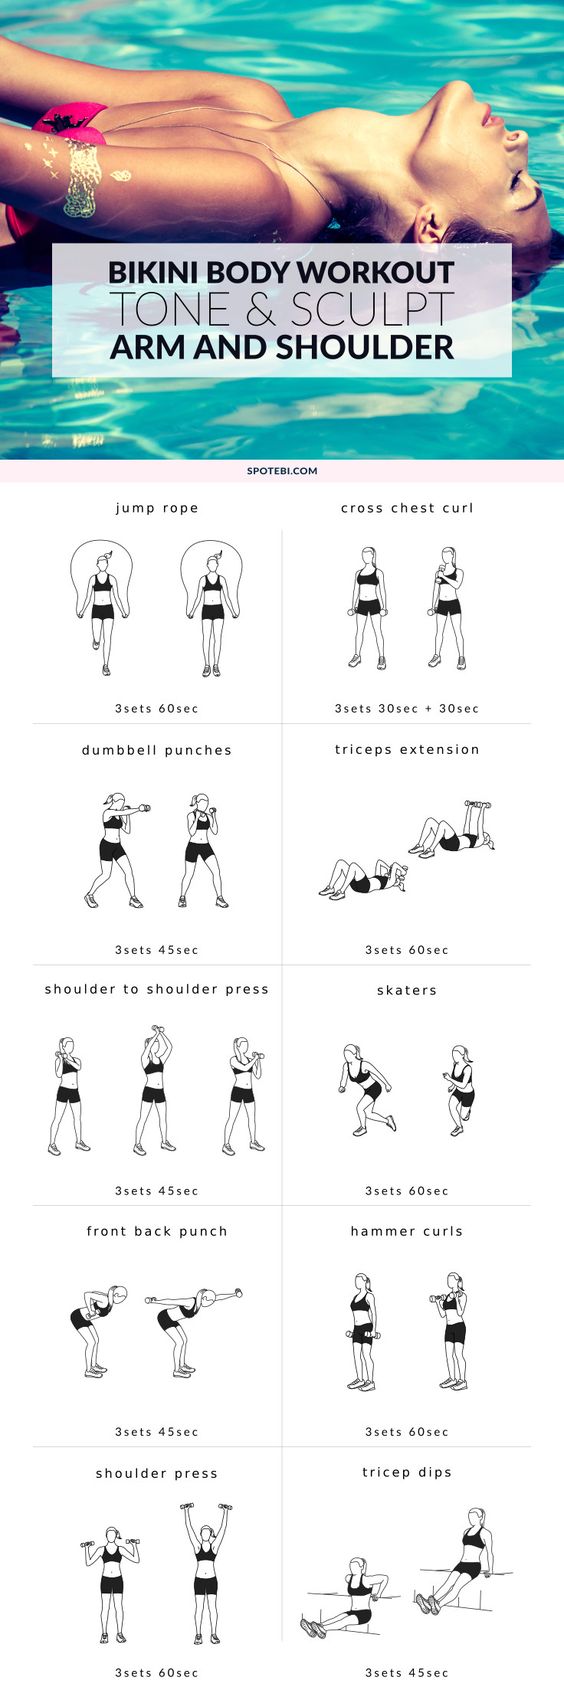 BIKINI BODY WORKOUT
TONE & SCULPT
ARM AND SHOULDER
SPOTEBI.COM
jump rope
3sets 60sec
cross chest curl
3sets 30sec + 30sec
dumbbell punches
3sets 45sec
triceps extension
3sets 60sec
shoulder to shoulder press
3sets 45sec
skaters
3sets 60sec
front back punch
3sets 45sec
hammer curls
3sets 60sec
shoulder press
3sets 60sec
tricep dips
3sets 45sec